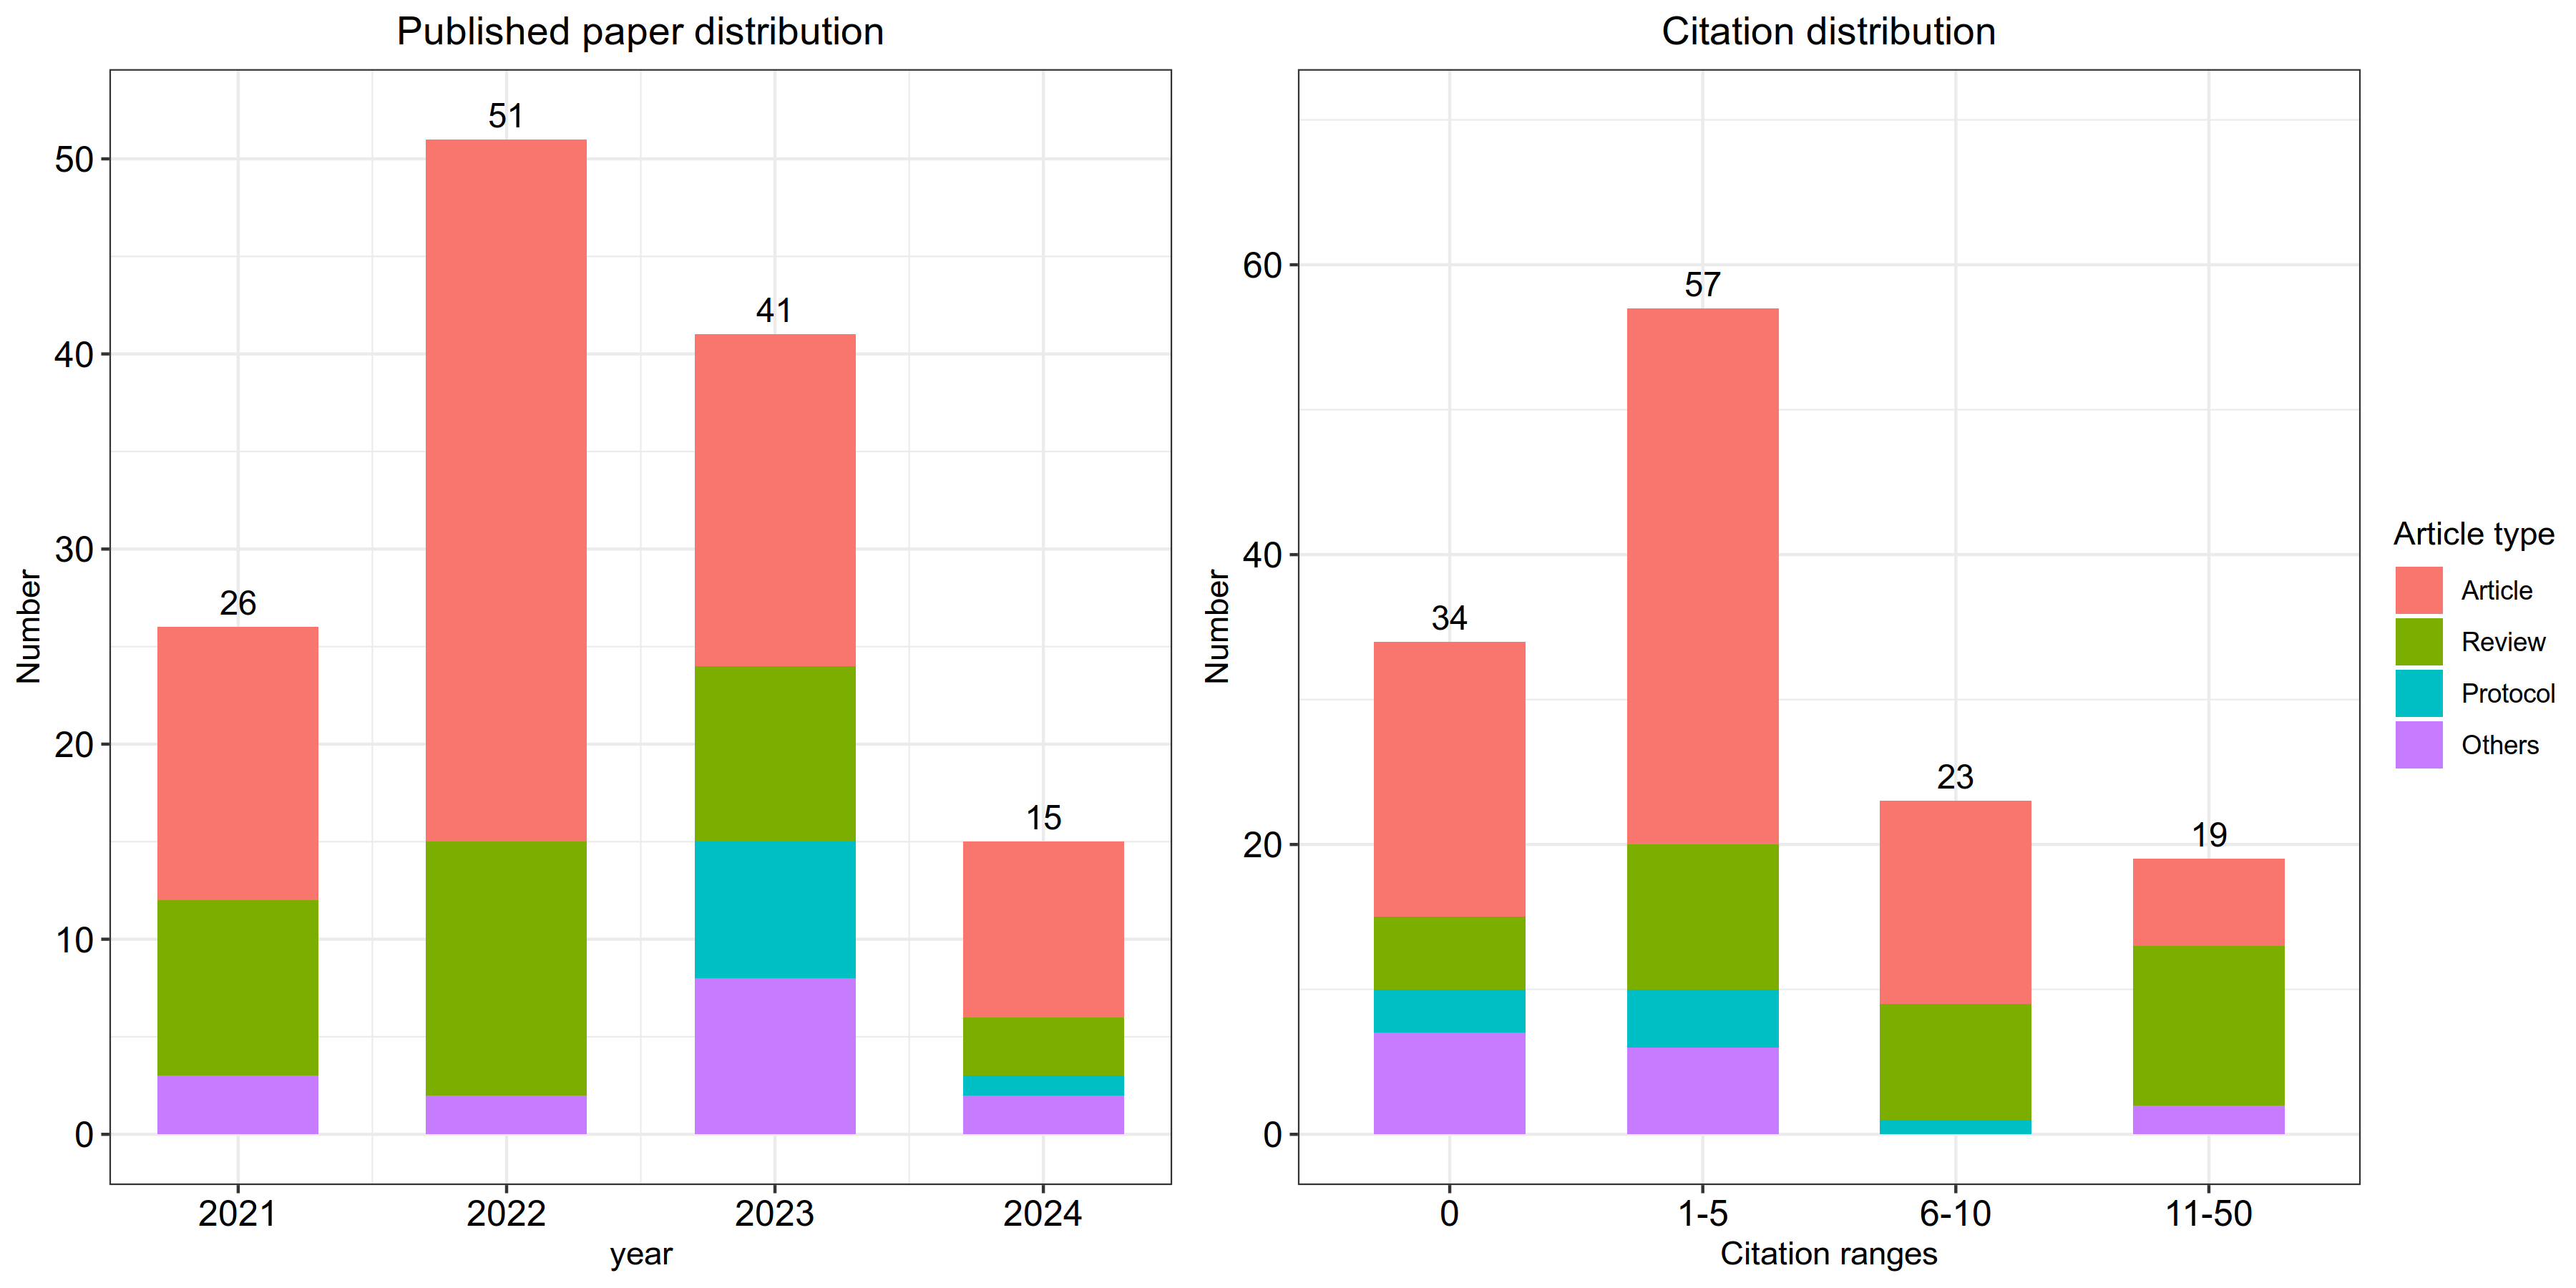 Published paper distribution
51
50
41
40
30
26
20
15
10
0
Number
2021 2022 2023 2024
year
Citation distribution
60
57
40
34
23
20
19
0
Number
0 1-5 6-10 11-50
Citation ranges
Article type
Article
Review
Protocol
Others